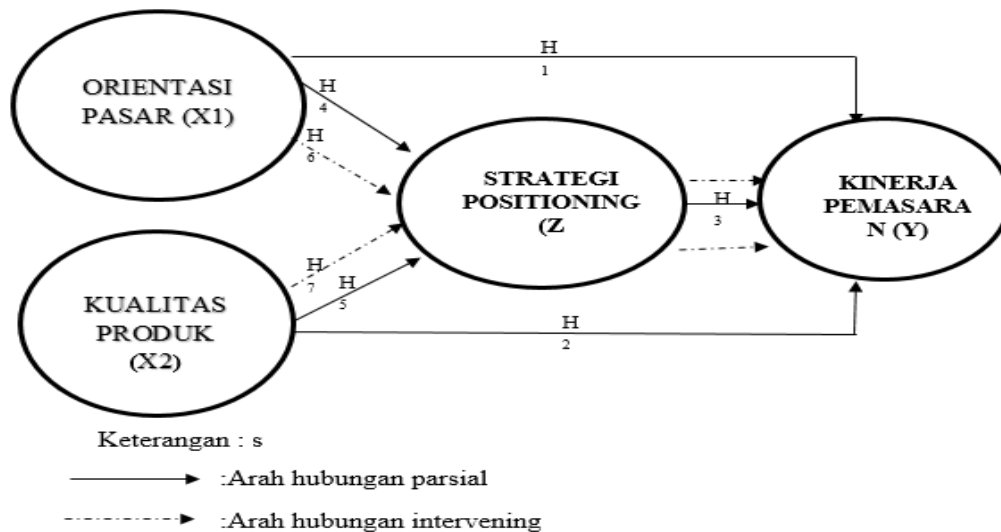 H
1
ORIENTASI
PASAR (X1)
H
4
H
6
STRATEGI
POSITIONING
(Z
H
3
KINERJA
PEMASARA
N (Y)
H
7
H
5
KUALITAS
PRODUK
(X2)
H
2
Keterangan : s
:Arah hubungan parsial
:Arah hubungan intervening